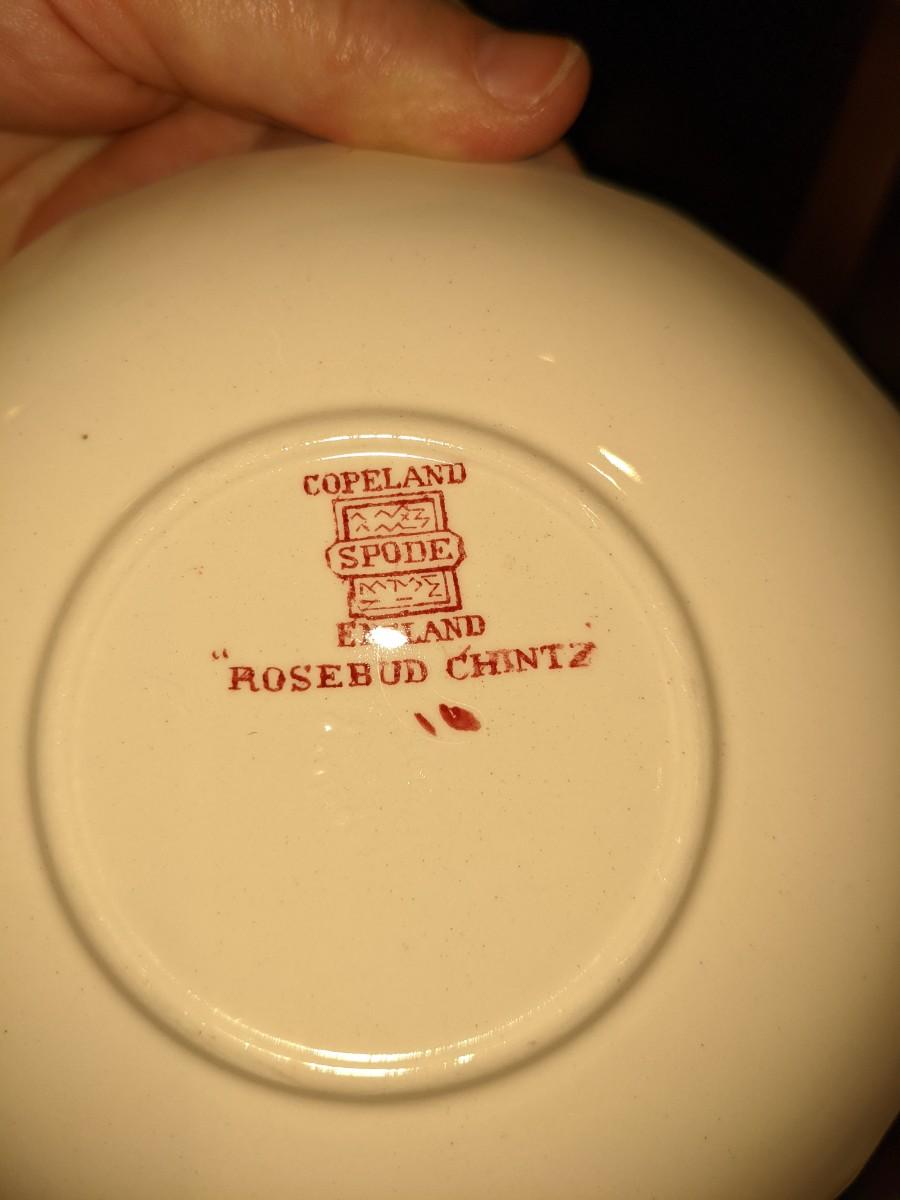 COPELAND
SPODE
ENGLAND
"ROSEBUD CHINTZ"